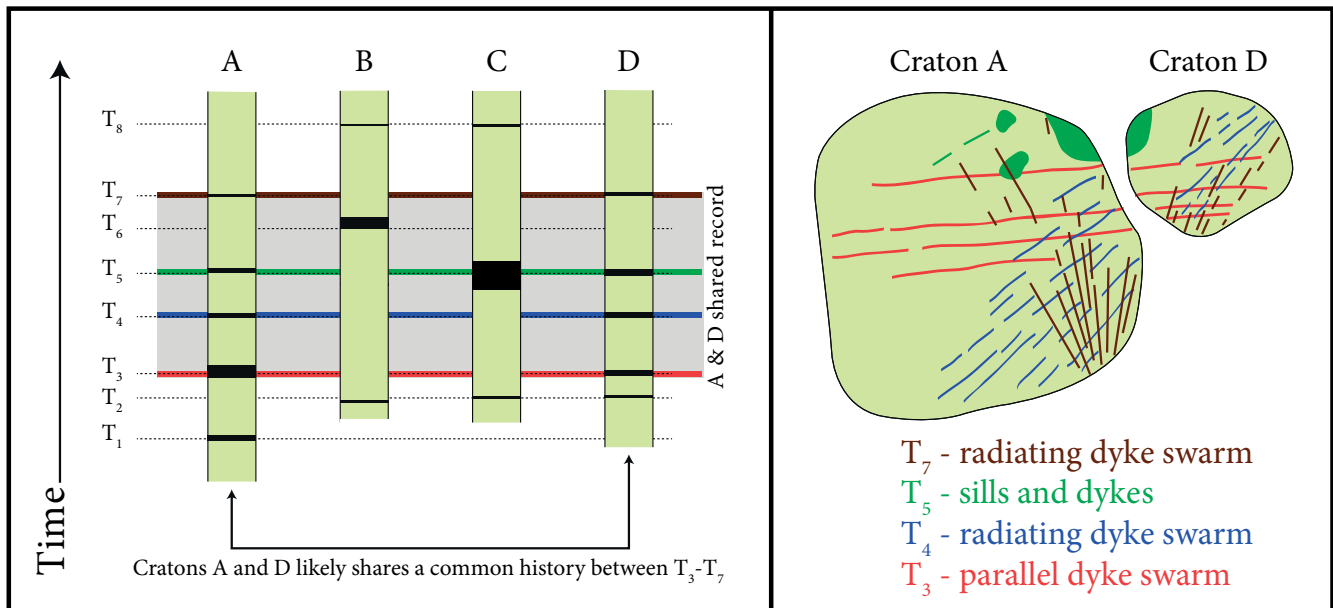 A B C D
T8
T7
T6
T5
T4
T3
T2
T1
Time
A & D shared record
Cratons A and D likely shares a common history between T3-T7
Craton A
Craton D
T7 - radiating dyke swarm
T5 - sills and dykes
T4 - radiating dyke swarm
T3 - parallel dyke swarm